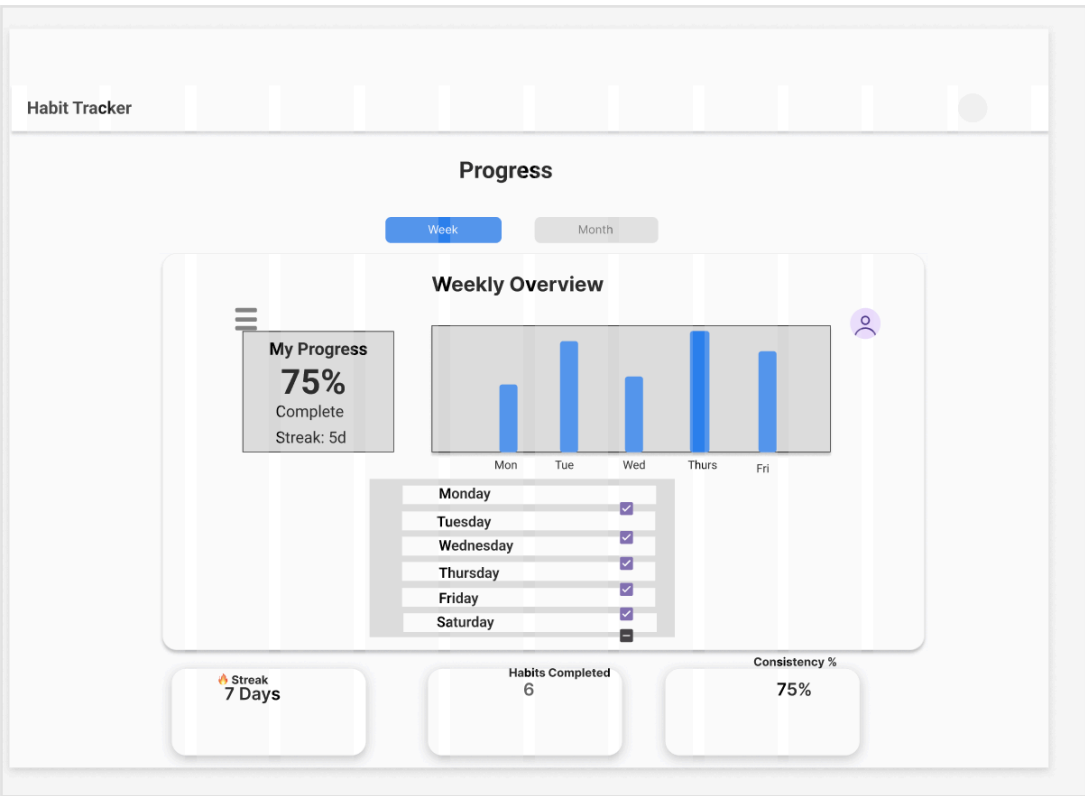 Habit Tracker
Progress
Week
Month
Weekly Overview
My Progress
75%
Complete
Streak: 5d
Mon
Tue
Wed
Thurs
Fri
Monday
Tuesday
Wednesday
Thursday
Friday
Saturday
🔥 Streak
7 Days
Habits Completed
6
Consistency %
75%